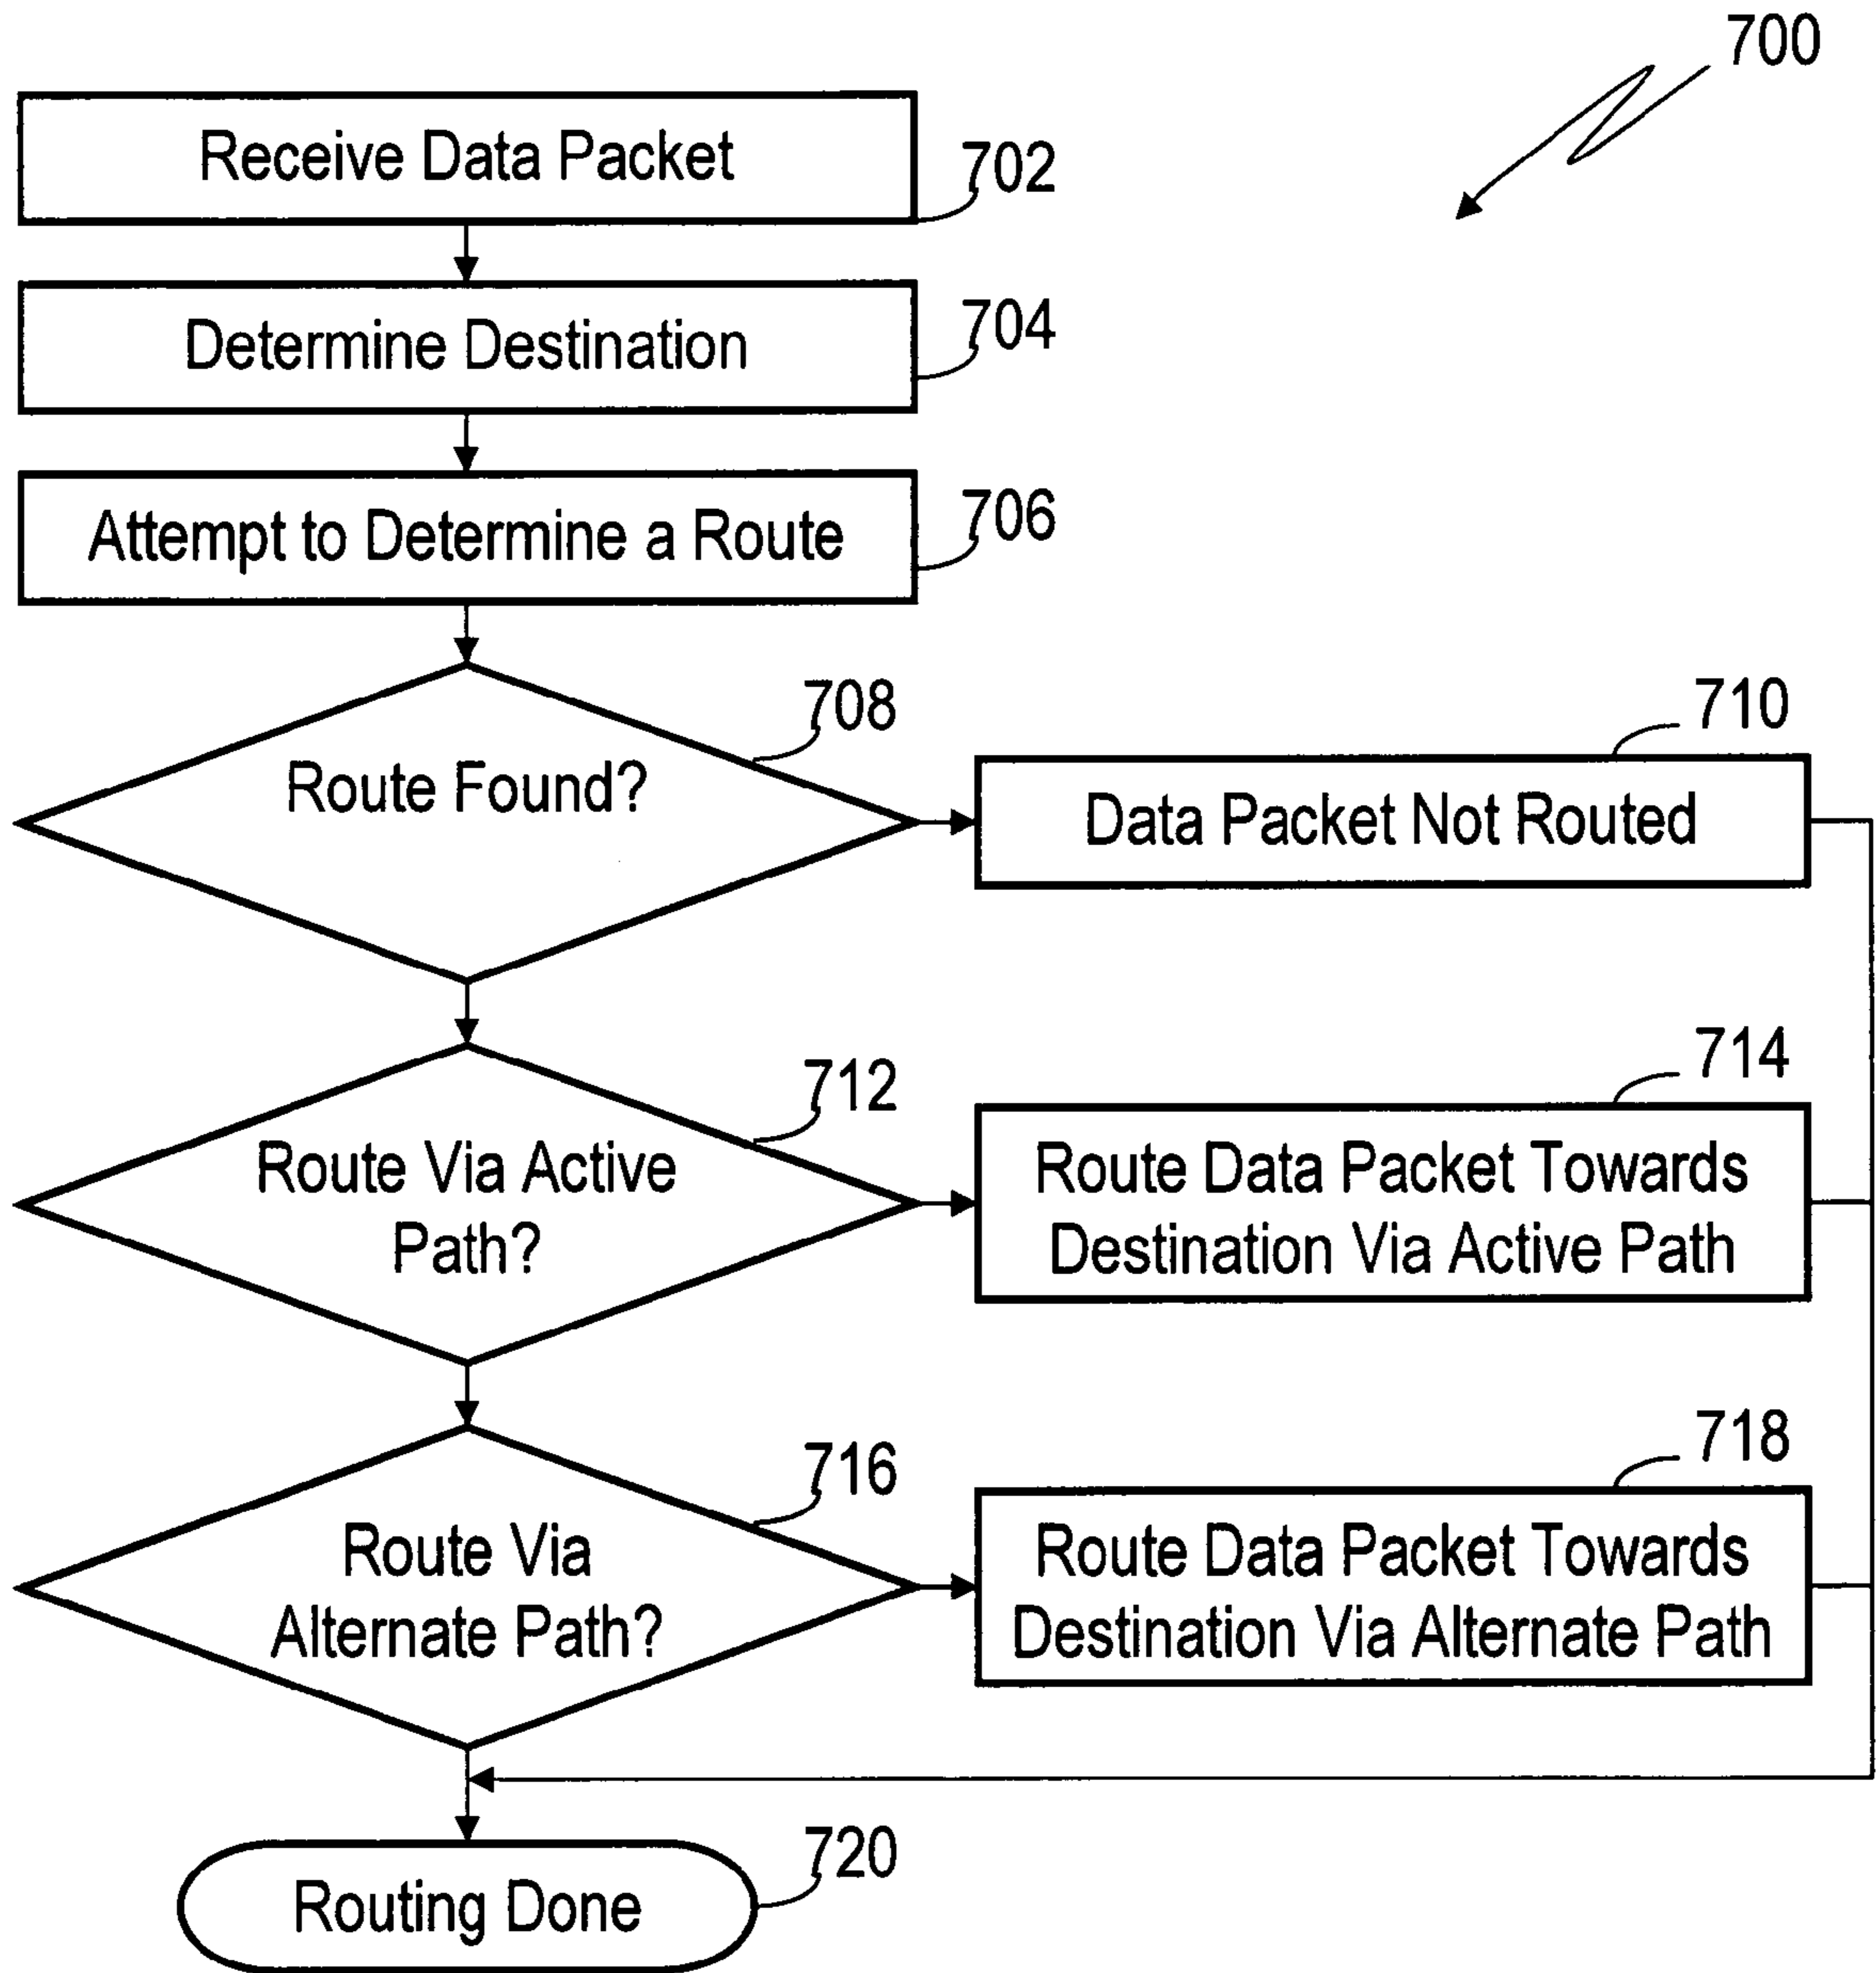 700
Receive Data Packet
702
Determine Destination
704
Attempt to Determine a Route
706
708
Route Found?
710
Data Packet Not Routed
712
Route Via Active
Path?
714
Route Data Packet Towards
Destination Via Active Path
716
Route Via
Alternate Path?
718
Route Data Packet Towards
Destination Via Alternate Path
720
Routing Done